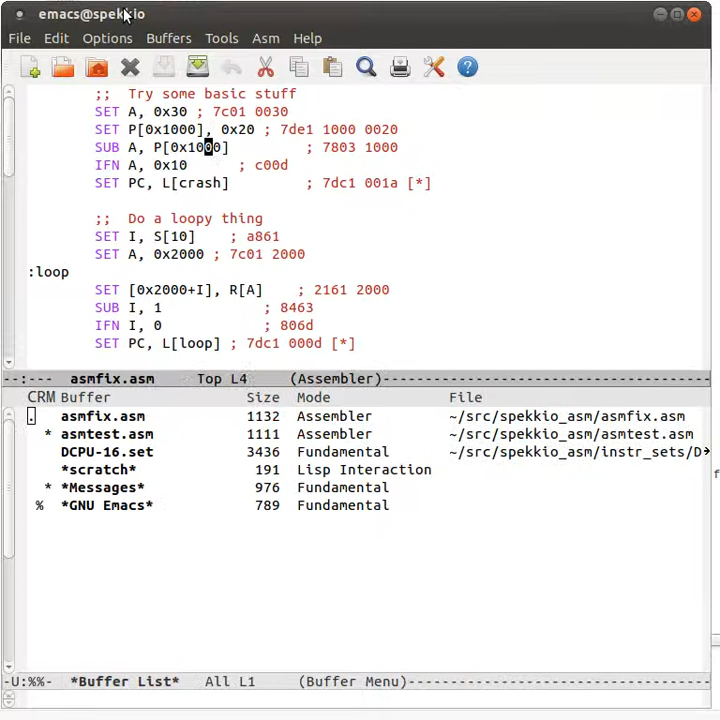 emacs@spekkio
File Edit Options Buffers Tools Asm Help
;; Try some basic stuff
SET A, 0x30 ; 7c01 0030
SET P[0x1000], 0x20 ; 7de1 1000 0020
SUB A, P[0x1000] ; 7803 1000
IFN A, 0x10 ; c00d
SET PC, L[crash] ; 7dc1 001a [*]
;; Do a loopy thing
SET I, S[10] ; a861
SET A, 0x2000 ; 7c01 2000
:loop
SET [0x2000+I], R[A] ; 2161 2000
SUB I, 1 ; 8463
IFN I, 0 ; 806d
SET PC, L[loop] ; 7dc1 000d [*]
--:--- asmfix.asm Top L4 (Assembler)------------------------------------
CRM Buffer Size Mode File
. asmfix.asm 1132 Assembler ~/src/spekkio_asm/asmfix.asm
* asmtest.asm 1111 Assembler ~/src/spekkio_asm/asmtest.asm
DCPU-16.set 3436 Fundamental ~/src/spekkio_asm/instr_sets/D
*scratch* 191 Lisp Interaction
* *Messages* 976 Fundamental
% *GNU Emacs* 789 Fundamental
-U:%%- *Buffer List* All L1 (Buffer Menu)---------------------------------